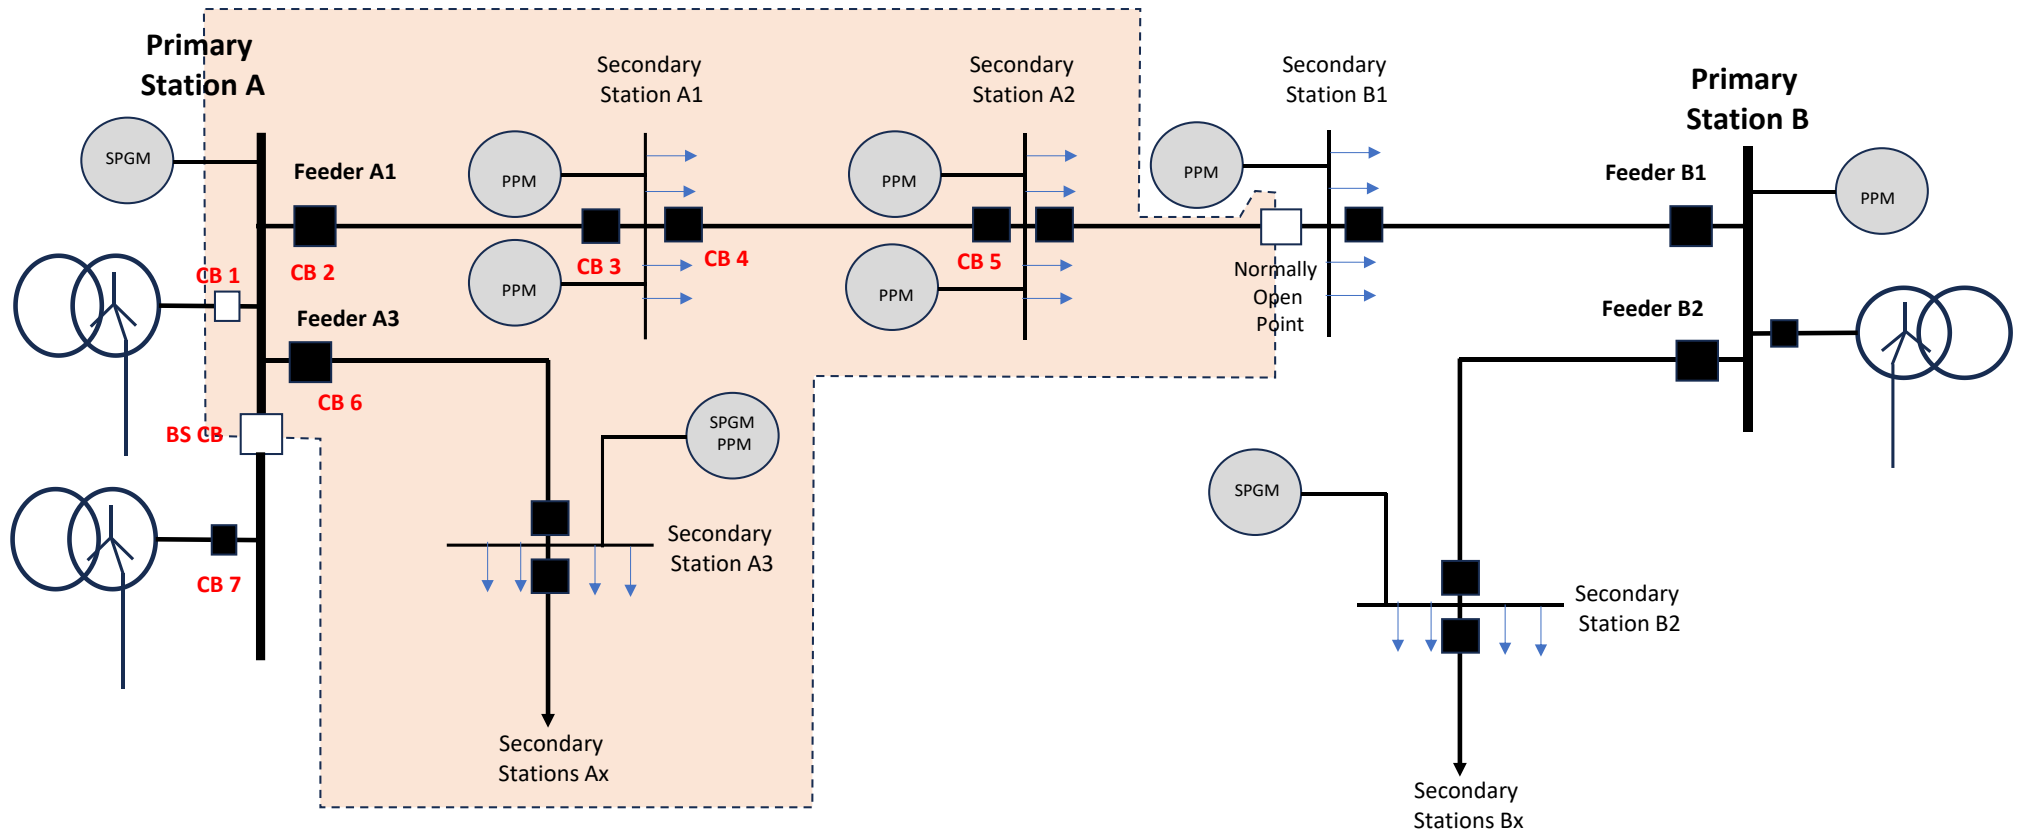 Primary
Station A
Secondary
Station A1
Secondary
Station A2
Secondary
Station B1
Primary
Station B
SPGM
Feeder A1
PPM
PPM
PPM
Feeder B1
PPM
CB 1
CB 2
CB 3
CB 4
CB 5
PPM
PPM
Normally
Open
Point
Feeder A3
Feeder B2
CB 6
BS CB
SPGM
PPM
SPGM
Secondary
Station A3
CB 7
Secondary
Station B2
Secondary
Stations Ax
Secondary
Stations Bx